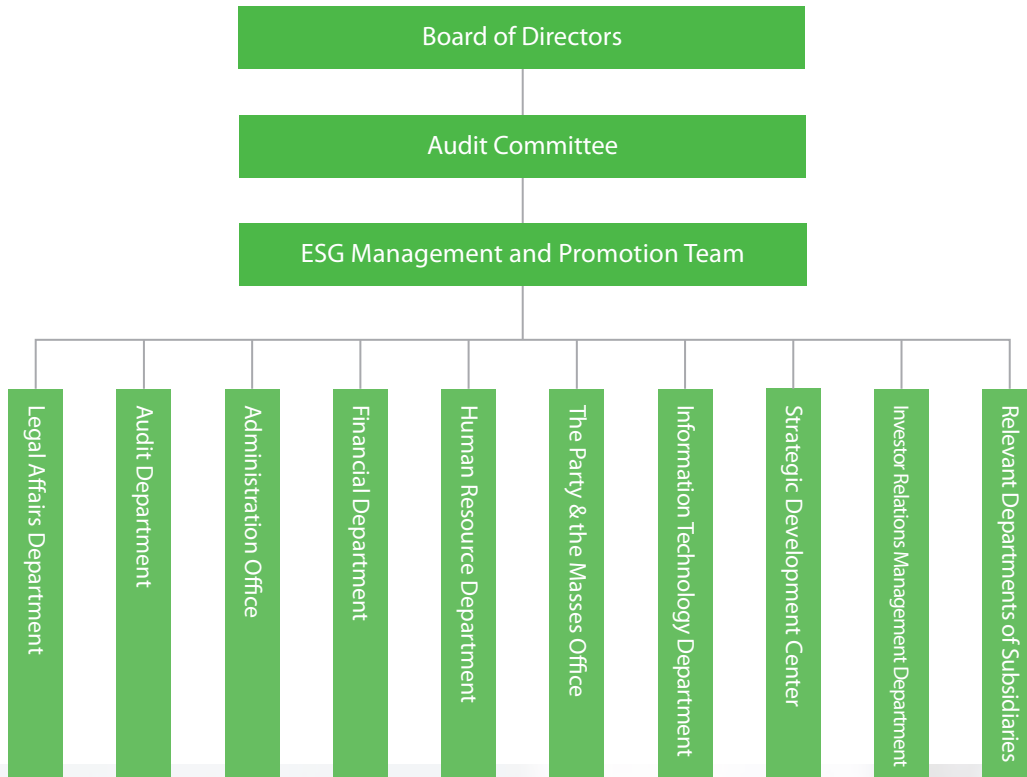 Board of Directors
Audit Committee
ESG Management and Promotion Team
Legal Affairs Department
Audit Department
Administration Office
Financial Department
Human Resource Department
The Party & the Masses Office
Information Technology Department
Strategic Development Center
Investor Relations Management Department
Relevant Departments of Subsidiaries